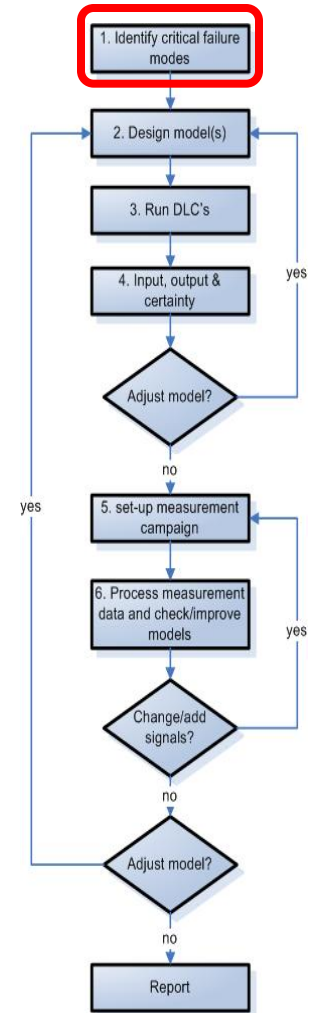 1. Identify critical failure
modes
2. Design model(s)
3. Run DLC's
4. Input, output &
certainty
yes
Adjust model?
no
yes
5. set-up measurement
campaign
6. Process measurement
data and check/improve
models
yes
Change/add
signals?
no
Adjust model?
no
Report